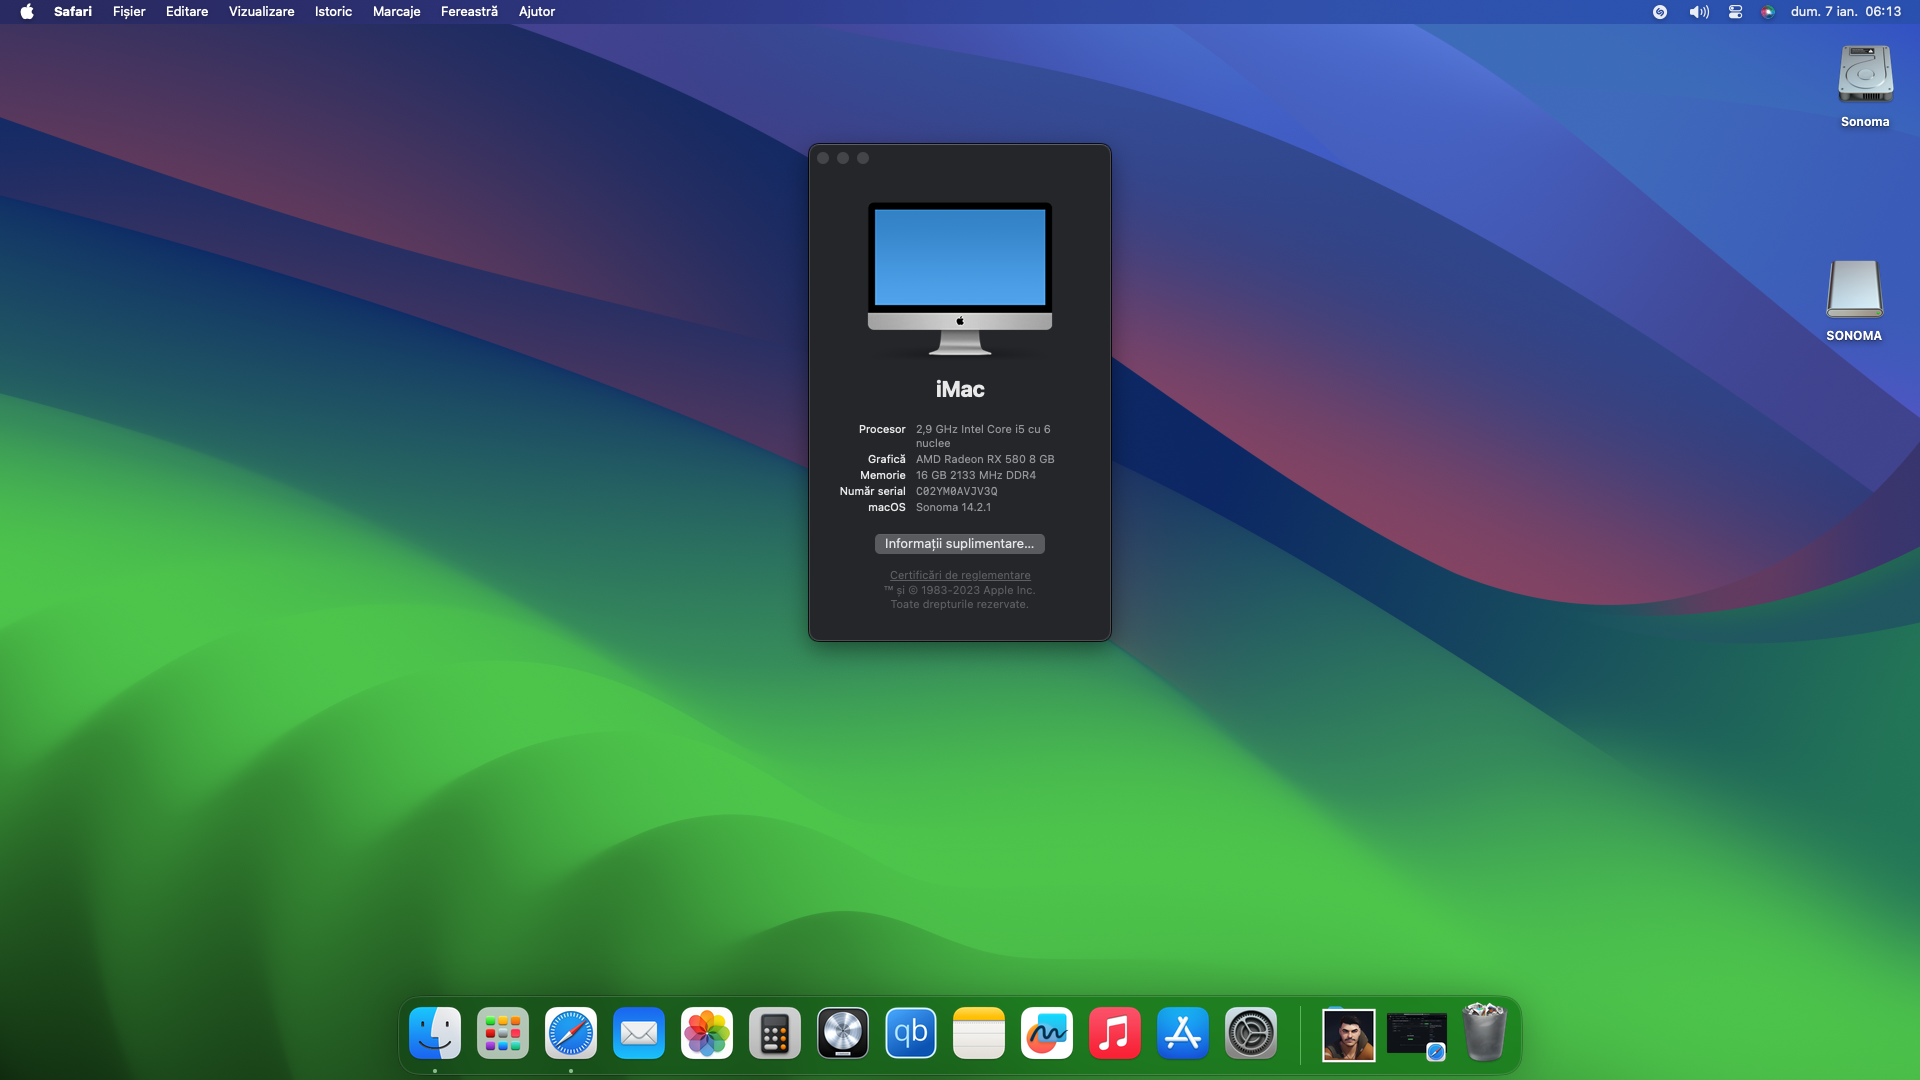 Safari Fișier Editare Vizualizare Istoric Marcaje Fereastră Ajutor dum. 7 ian. 06:13
Sonoma
SONOMA
iMac
Procesor 2,9 GHz Intel Core i5 cu 6
nuclee
Grafică AMD Radeon RX 580 8 GB
Memorie 16 GB 2133 MHz DDR4
Număr serial C02YM0AVJV3Q
macOS Sonoma 14.2.1
Informații suplimentare...
Certificări de reglementare
™ și © 1983-2023 Apple Inc.
Toate drepturile rezervate.
qb